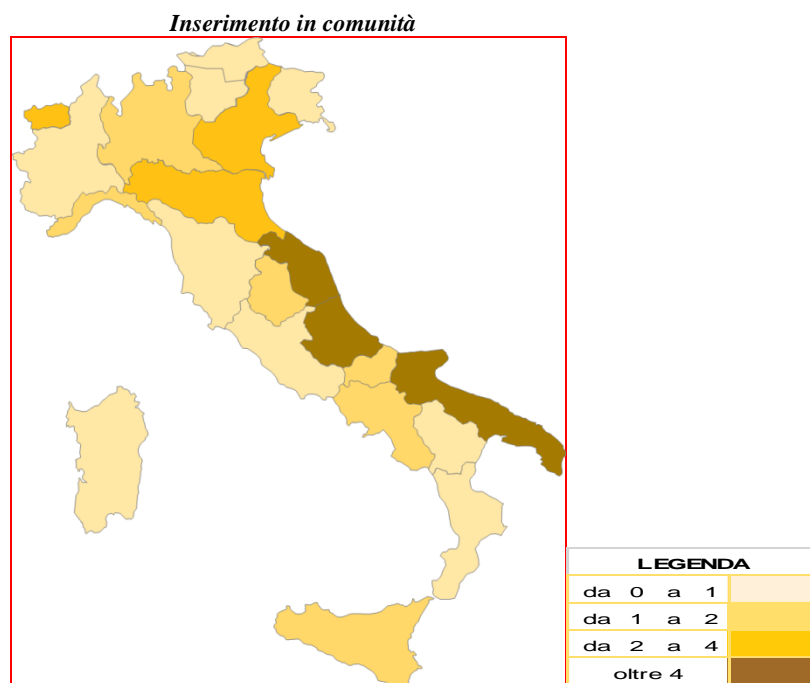 Inserimento in comunità
LEGENDA
da 0 a 1
da 1 a 2
da 2 a 4
oltre 4